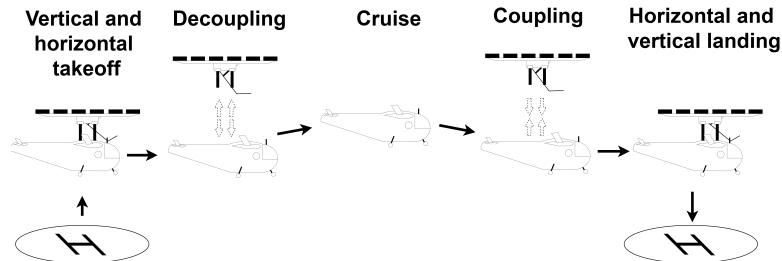 Vertical and
horizontal
takeoff
Decoupling
Cruise
Coupling
Horizontal and
vertical landing
H
H